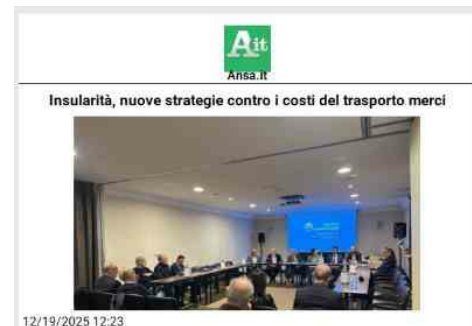 Ait
Ansa.it
Insularità, nuove strategie contro i costi del trasporto merci
12/19/2025 12:23